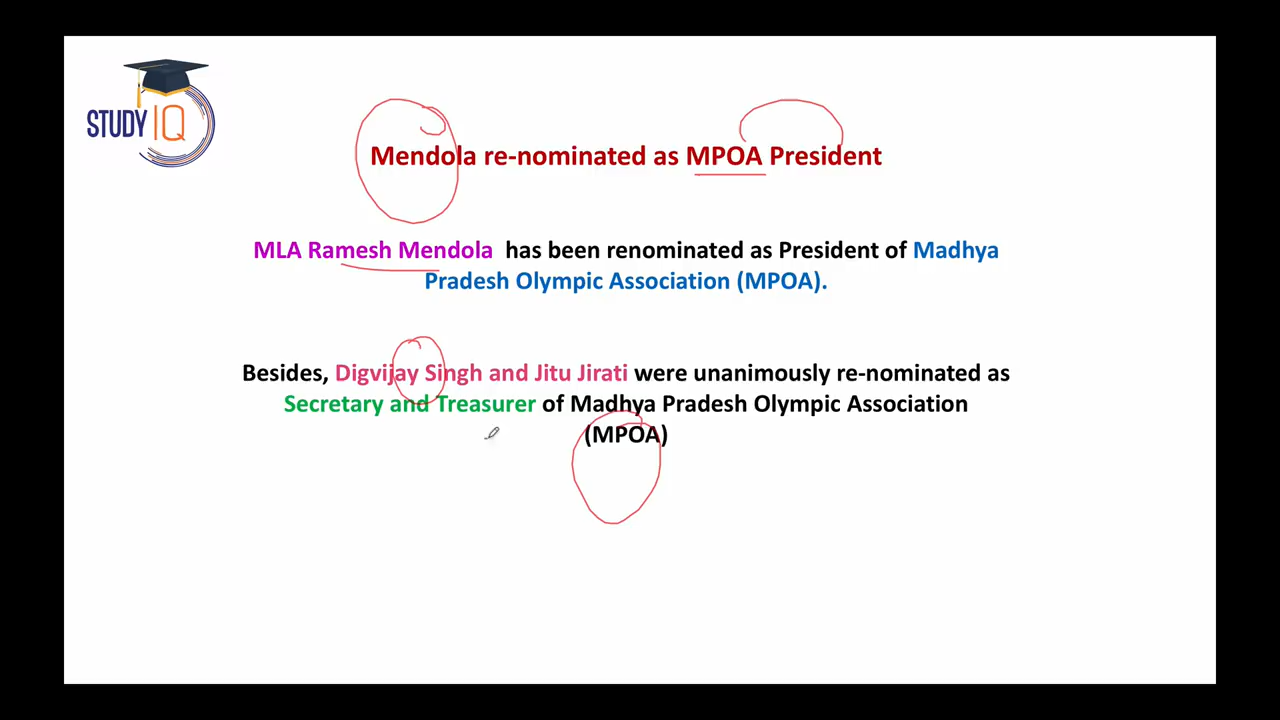 STUDY IQ
Mendola re-nominated as MPOA President
MLA Ramesh Mendola has been renominated as President of Madhya
Pradesh Olympic Association (MPOA).
Besides, Digvijay Singh and Jitu Jirati were unanimously re-nominated as
Secretary and Treasurer of Madhya Pradesh Olympic Association
(MPOA)